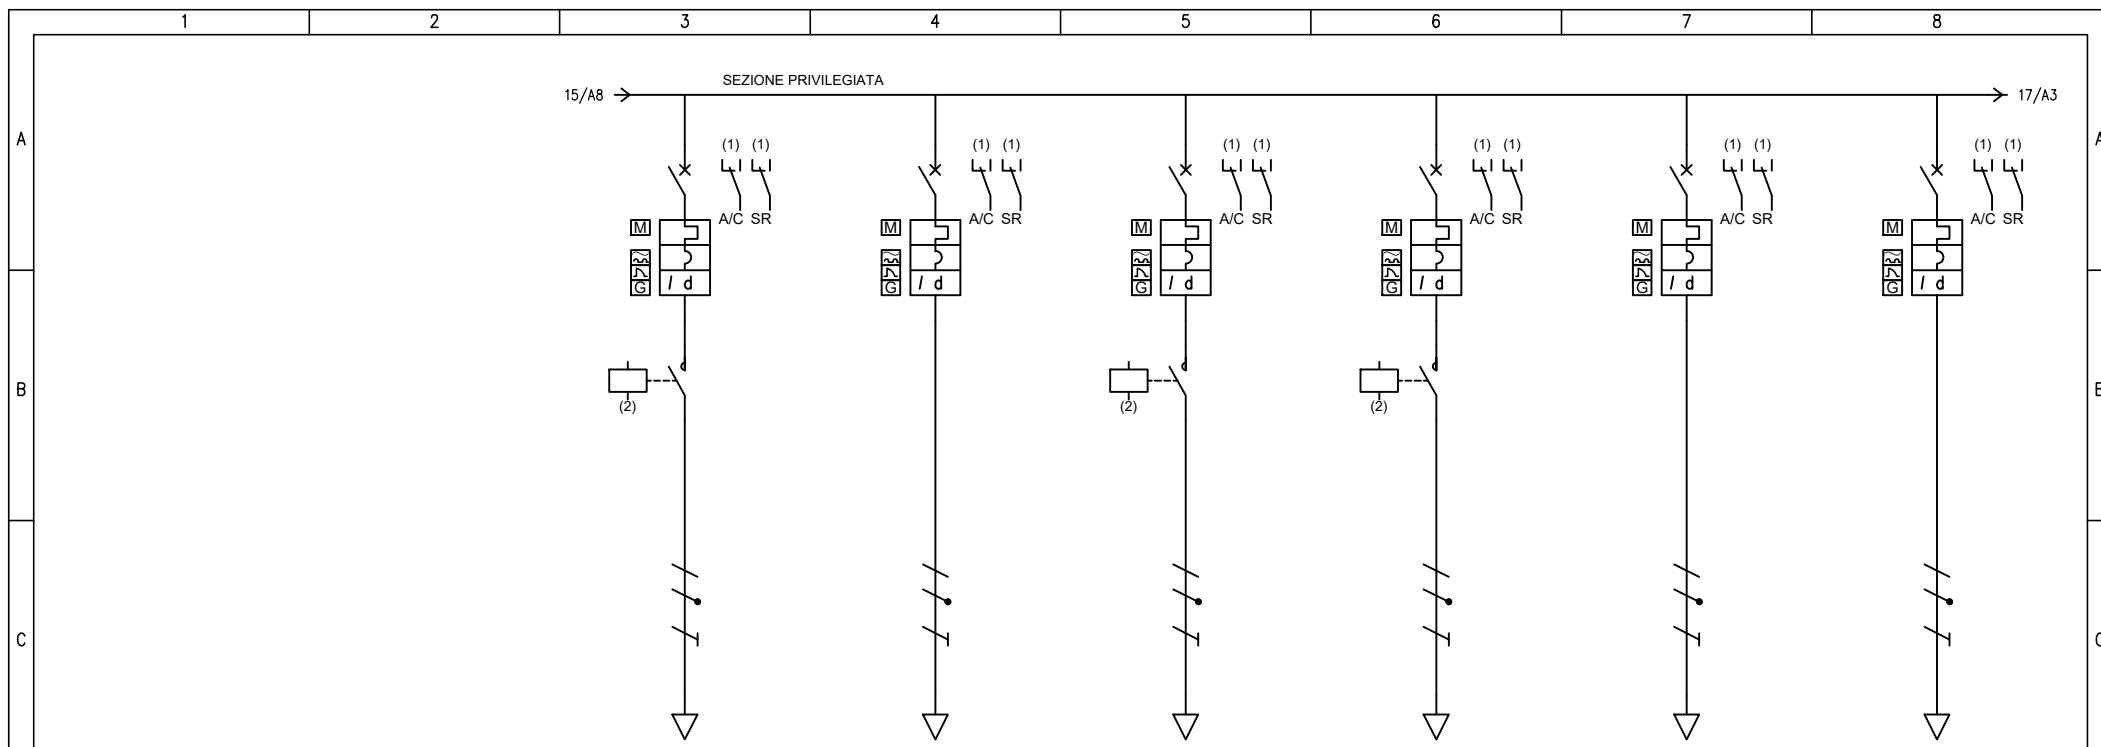 1 2 3 4 5 6 7 8
SEZIONE PRIVILEGIATA
15/A8 17/A3
A A
(1) (1) (1) (1) (1) (1) (1) (1) (1) (1) (1) (1)
A/C SR A/C SR A/C SR A/C SR A/C SR A/C SR
M M M M M M
G I d G I d G I d G I d G I d G I d
B B
(2) (2) (2)
C C